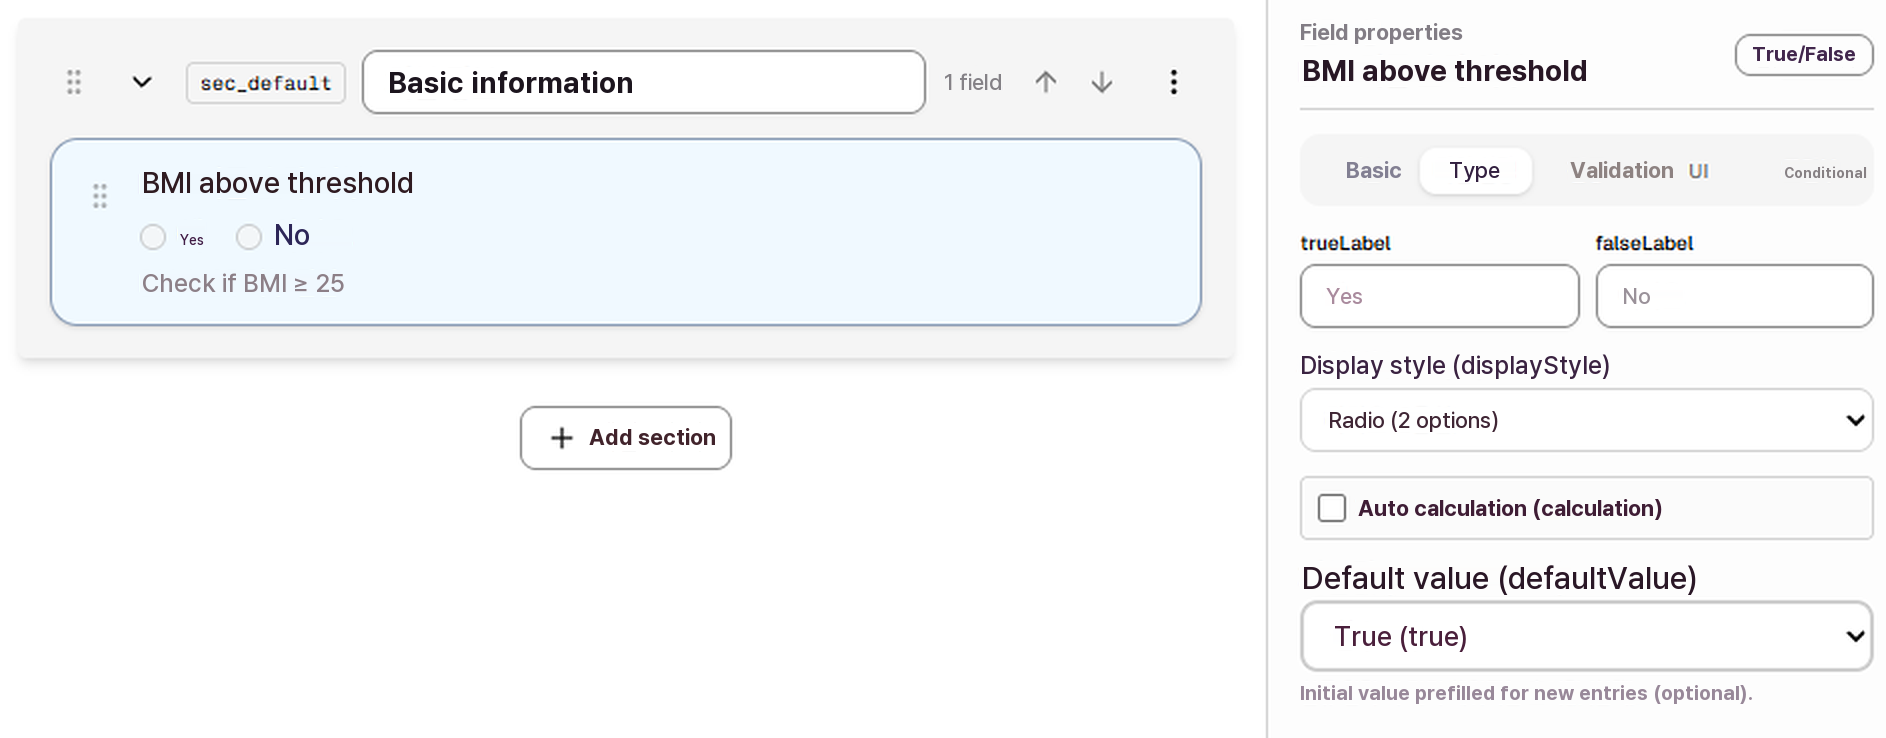 sec_default
Basic information
1 field
BMI above threshold
Yes
No
Check if BMI ≥ 25
Add section
Field properties
BMI above threshold
True/False
Basic
Type
Validation
UI
Conditional
trueLabel
falseLabel
Yes
No
Display style (displayStyle)
Radio (2 options)
Auto calculation (calculation)
Default value (defaultValue)
True (true)
Initial value prefilled for new entries (optional).